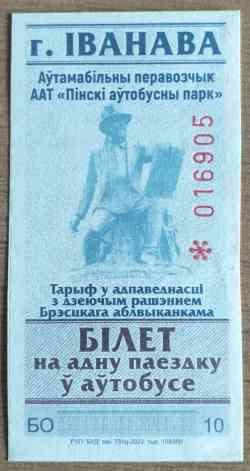 г. ІВАНАВА
Аўтамабільны перавозчык
ААТ «Пінскі аўтобусны парк»
* 016905
Тарыф у адпаведнасці
з дзеючым рашэннем
Брэсцкага аблвыканкама
БІЛЕТ
на адну паездку
ў аўтобусе
БО 10